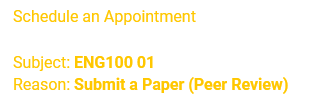 Schedule an Appointment
Subject: ENG100 01
Reason: Submit a Paper (Peer Review)